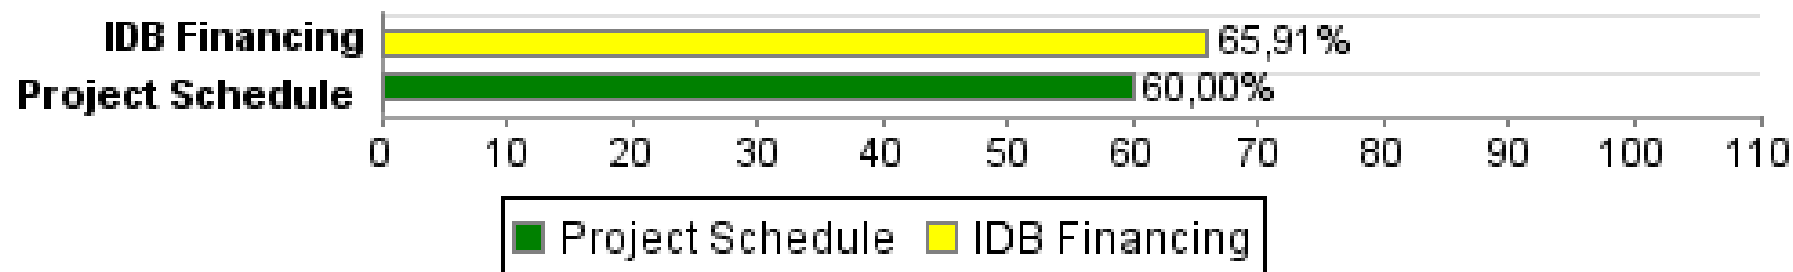 IDB Financing 65,91%
Project Schedule 60,00%
0 10 20 30 40 50 60 70 80 90 100 110
Project Schedule IDB Financing